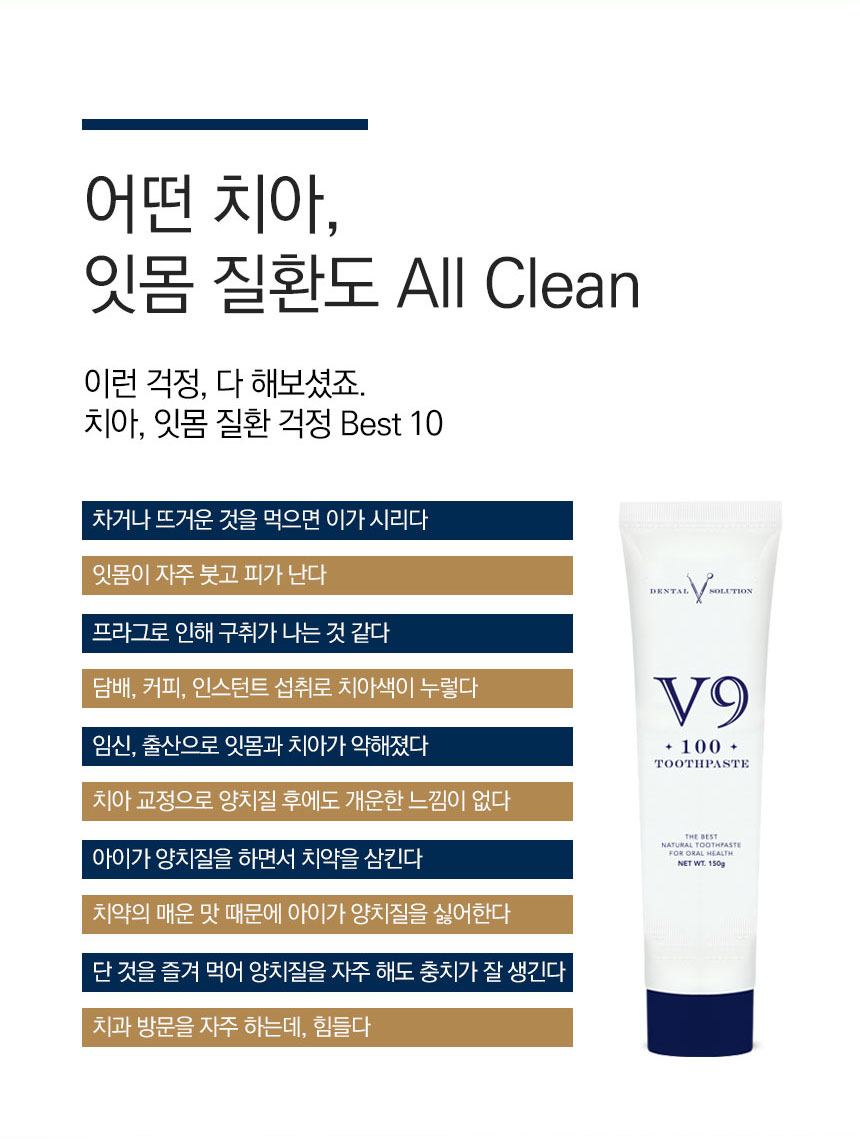 어떤 치아,
잇몸 질환도 All Clean
이런 걱정, 다 해보셨죠.
치아, 잇몸 질환 걱정 Best 10
차거나 뜨거운 것을 먹으면 이가 시리다
잇몸이 자주 붓고 피가 난다
프라그로 인해 구취가 나는 것 같다
담배, 커피, 인스턴트 섭취로 치아색이 누렇다
임신, 출산으로 잇몸과 치아가 약해졌다
치아 교정으로 양치질 후에도 개운한 느낌이 없다
아이가 양치질을 하면서 치약을 삼킨다
치약의 매운 맛 때문에 아이가 양치질을 싫어한다
단 것을 즐겨 먹어 양치질을 자주 해도 충치가 잘 생긴다
치과 방문을 자주 하는데, 힘들다
DENTAL SOLUTION
V9
100
TOOTHPASTE
THE BEST
NATURAL TOOTHPASTE
FOR ORAL HEALTH
NET WT. 150g